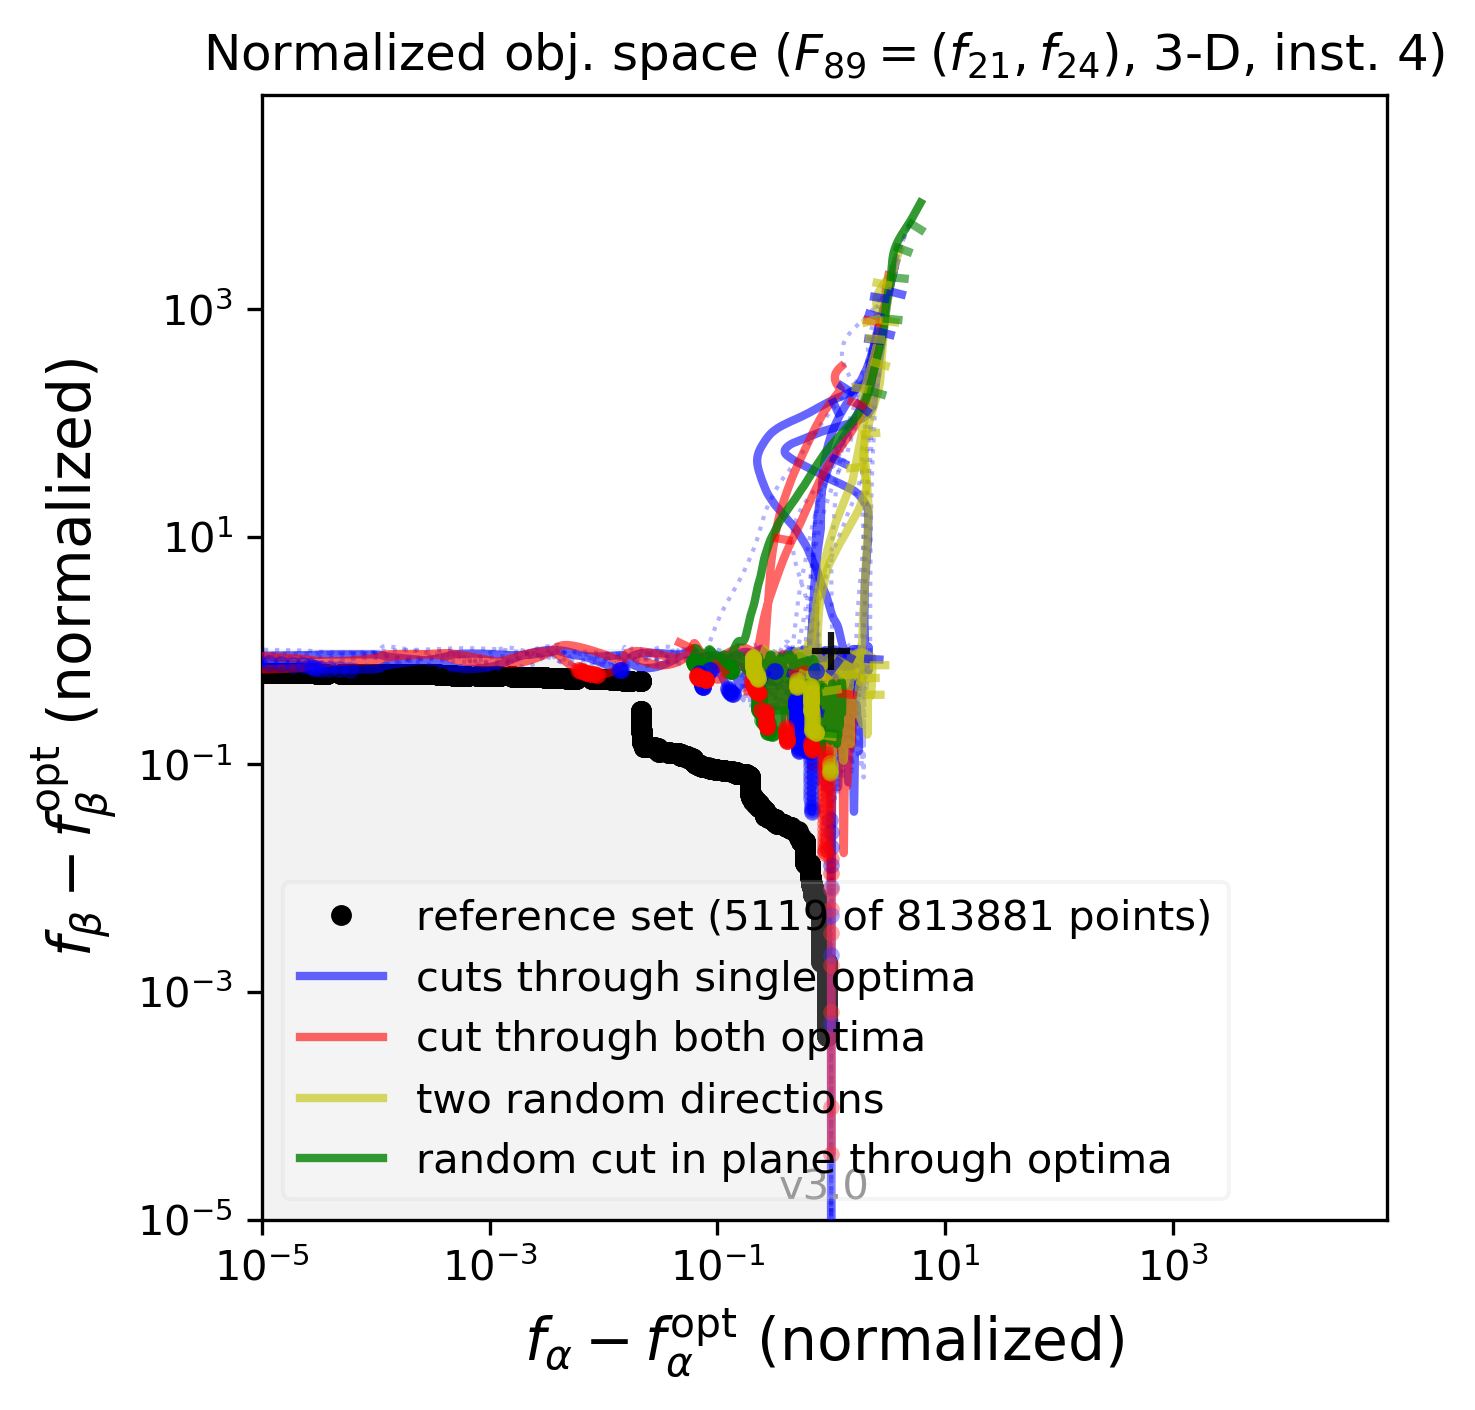 Normalized obj. space (F₈₉ = (f₂₁, f₂₄), 3-D, inst. 4)
f_β − f_β^opt (normalized)
10³
10¹
10⁻¹
10⁻³
10⁻⁵
reference set (5119 of 813881 points)
cuts through single optima
cut through both optima
two random directions
random cut in plane through optima
v3.0
10⁻⁵ 10⁻³ 10⁻¹ 10¹ 10³
f_α − f_α^opt (normalized)